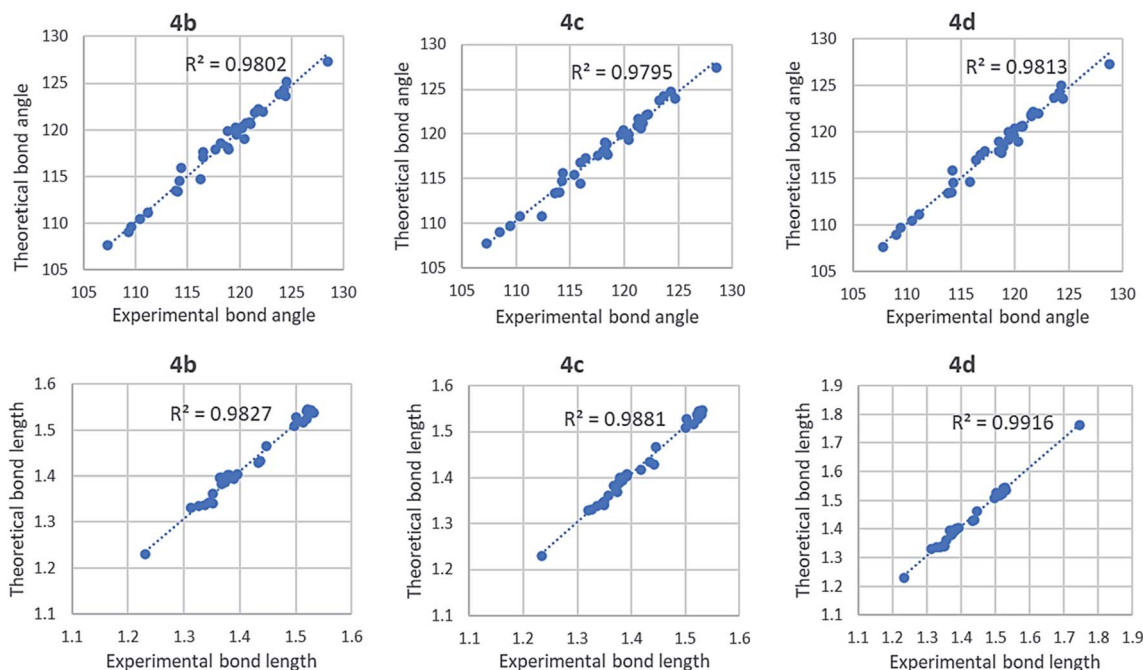 4b
R² = 0.9802
Theoretical bond angle
130
125
120
115
110
105
105 110 115 120 125 130
Experimental bond angle
4c
R² = 0.9795
Theoretical bond angle
130
125
120
115
110
105
105 110 115 120 125 130
Experimental bond angle
4d
R² = 0.9813
Theoretical bond angle
130
125
120
115
110
105
105 110 115 120 125 130
Experimental bond angle
4b
R² = 0.9827
Theoretical bond length
1.6
1.5
1.4
1.3
1.2
1.1
1.1 1.2 1.3 1.4 1.5 1.6
Experimental bond length
4c
R² = 0.9881
Theoretical bond length
1.6
1.5
1.4
1.3
1.2
1.1
1.1 1.2 1.3 1.4 1.5 1.6
Experimental bond length
4d
R² = 0.9916
Theoretical bond length
1.9
1.8
1.7
1.6
1.5
1.4
1.3
1.2
1.1
1.1 1.2 1.3 1.4 1.5 1.6 1.7 1.8 1.9
Experimental bond length